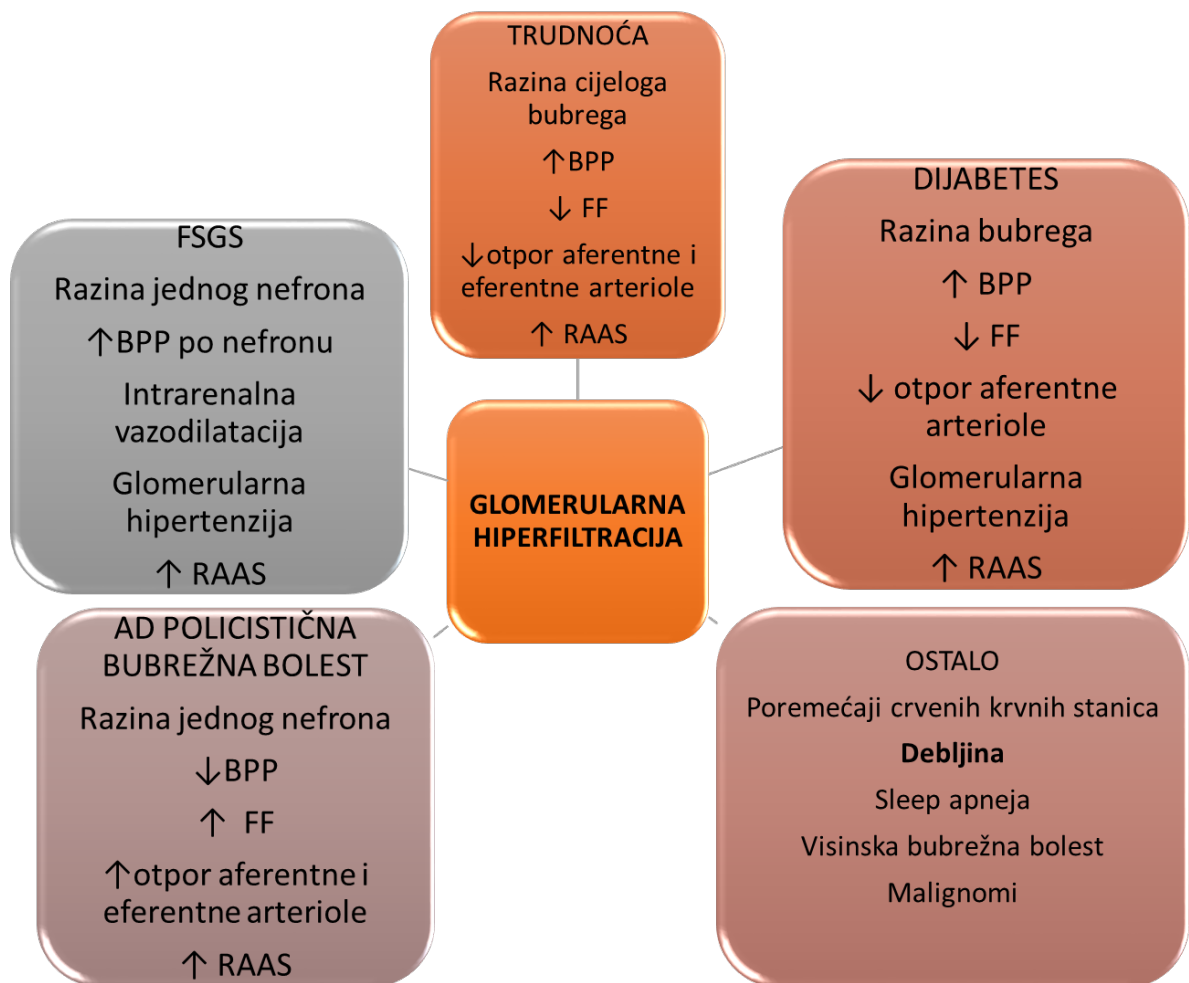 TRUDNOĆA
Razina cijeloga
bubrega
↑BPP
↓ FF
↓otpor aferentne i
eferentne arteriole
↑ RAAS
DIJABETES
Razina bubrega
↑ BPP
↓ FF
↓ otpor aferentne
arteriole
Glomerularna
hipertenzija
↑ RAAS
FSGS
Razina jednog nefrona
↑BPP po nefronu
Intrarenalna
vazodilatacija
Glomerularna
hipertenzija
↑ RAAS
GLOMERULARNA
HIPERFILTRACIJA
AD POLICISTIČNA
BUBREŽNA BOLEST
Razina jednog nefrona
↓BPP
↑ FF
↑otpor aferentne i
eferentne arteriole
↑ RAAS
OSTALO
Poremećaji crvenih krvnih stanica
Debljina
Sleep apneja
Visinska bubrežna bolest
Malignomi